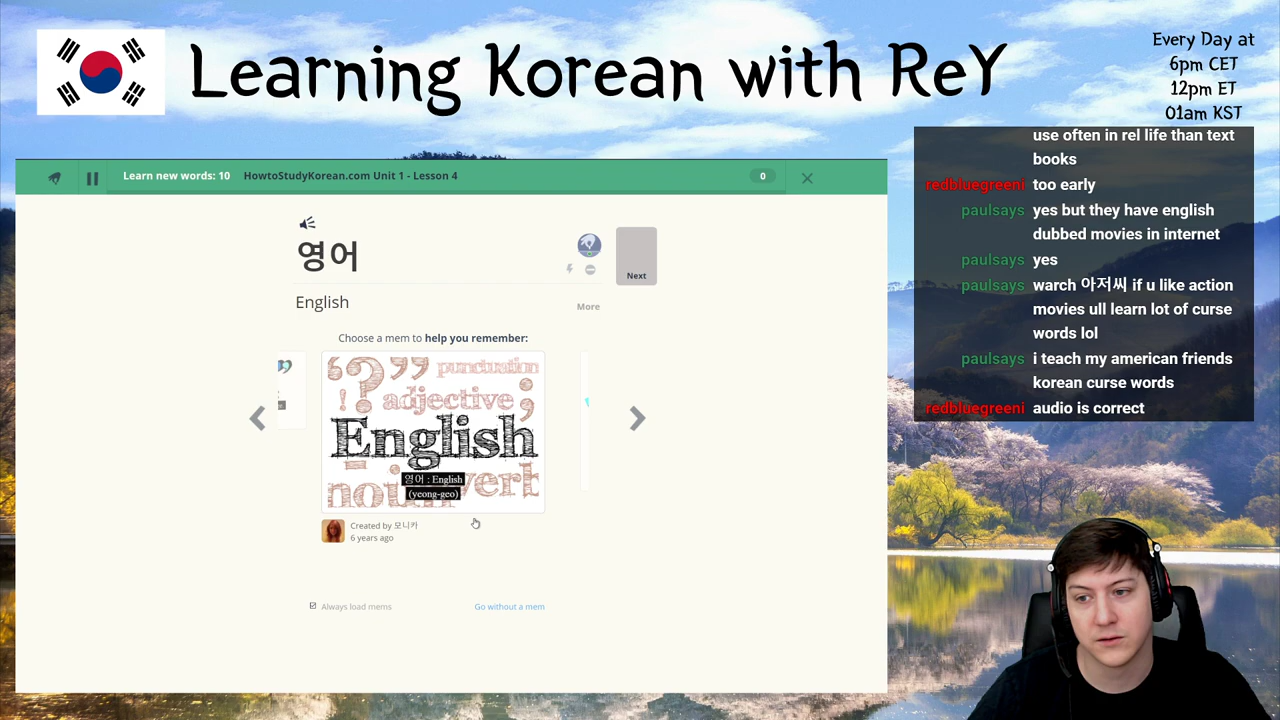 Learning Korean with ReY
Every Day at
6pm CET
12pm ET
01am KST
Learn new words: 10 HowtoStudyKorean.com Unit 1 - Lesson 4 0
영어
Next
English
More
Choose a mem to help you remember:
punctuation
adjective
English
영어 : English
noun verb
(yeong-geo)
Created by 모니카
6 years ago
Always load mems
Go without a mem
use often in rel life than text
books
redbluegreeni too early
paulsays yes but they have english
dubbed movies in internet
paulsays yes
paulsays warch 아저씨 if u like action
movies ull learn lot of curse
words lol
paulsays i teach my american friends
korean curse words
redbluegreeni audio is correct